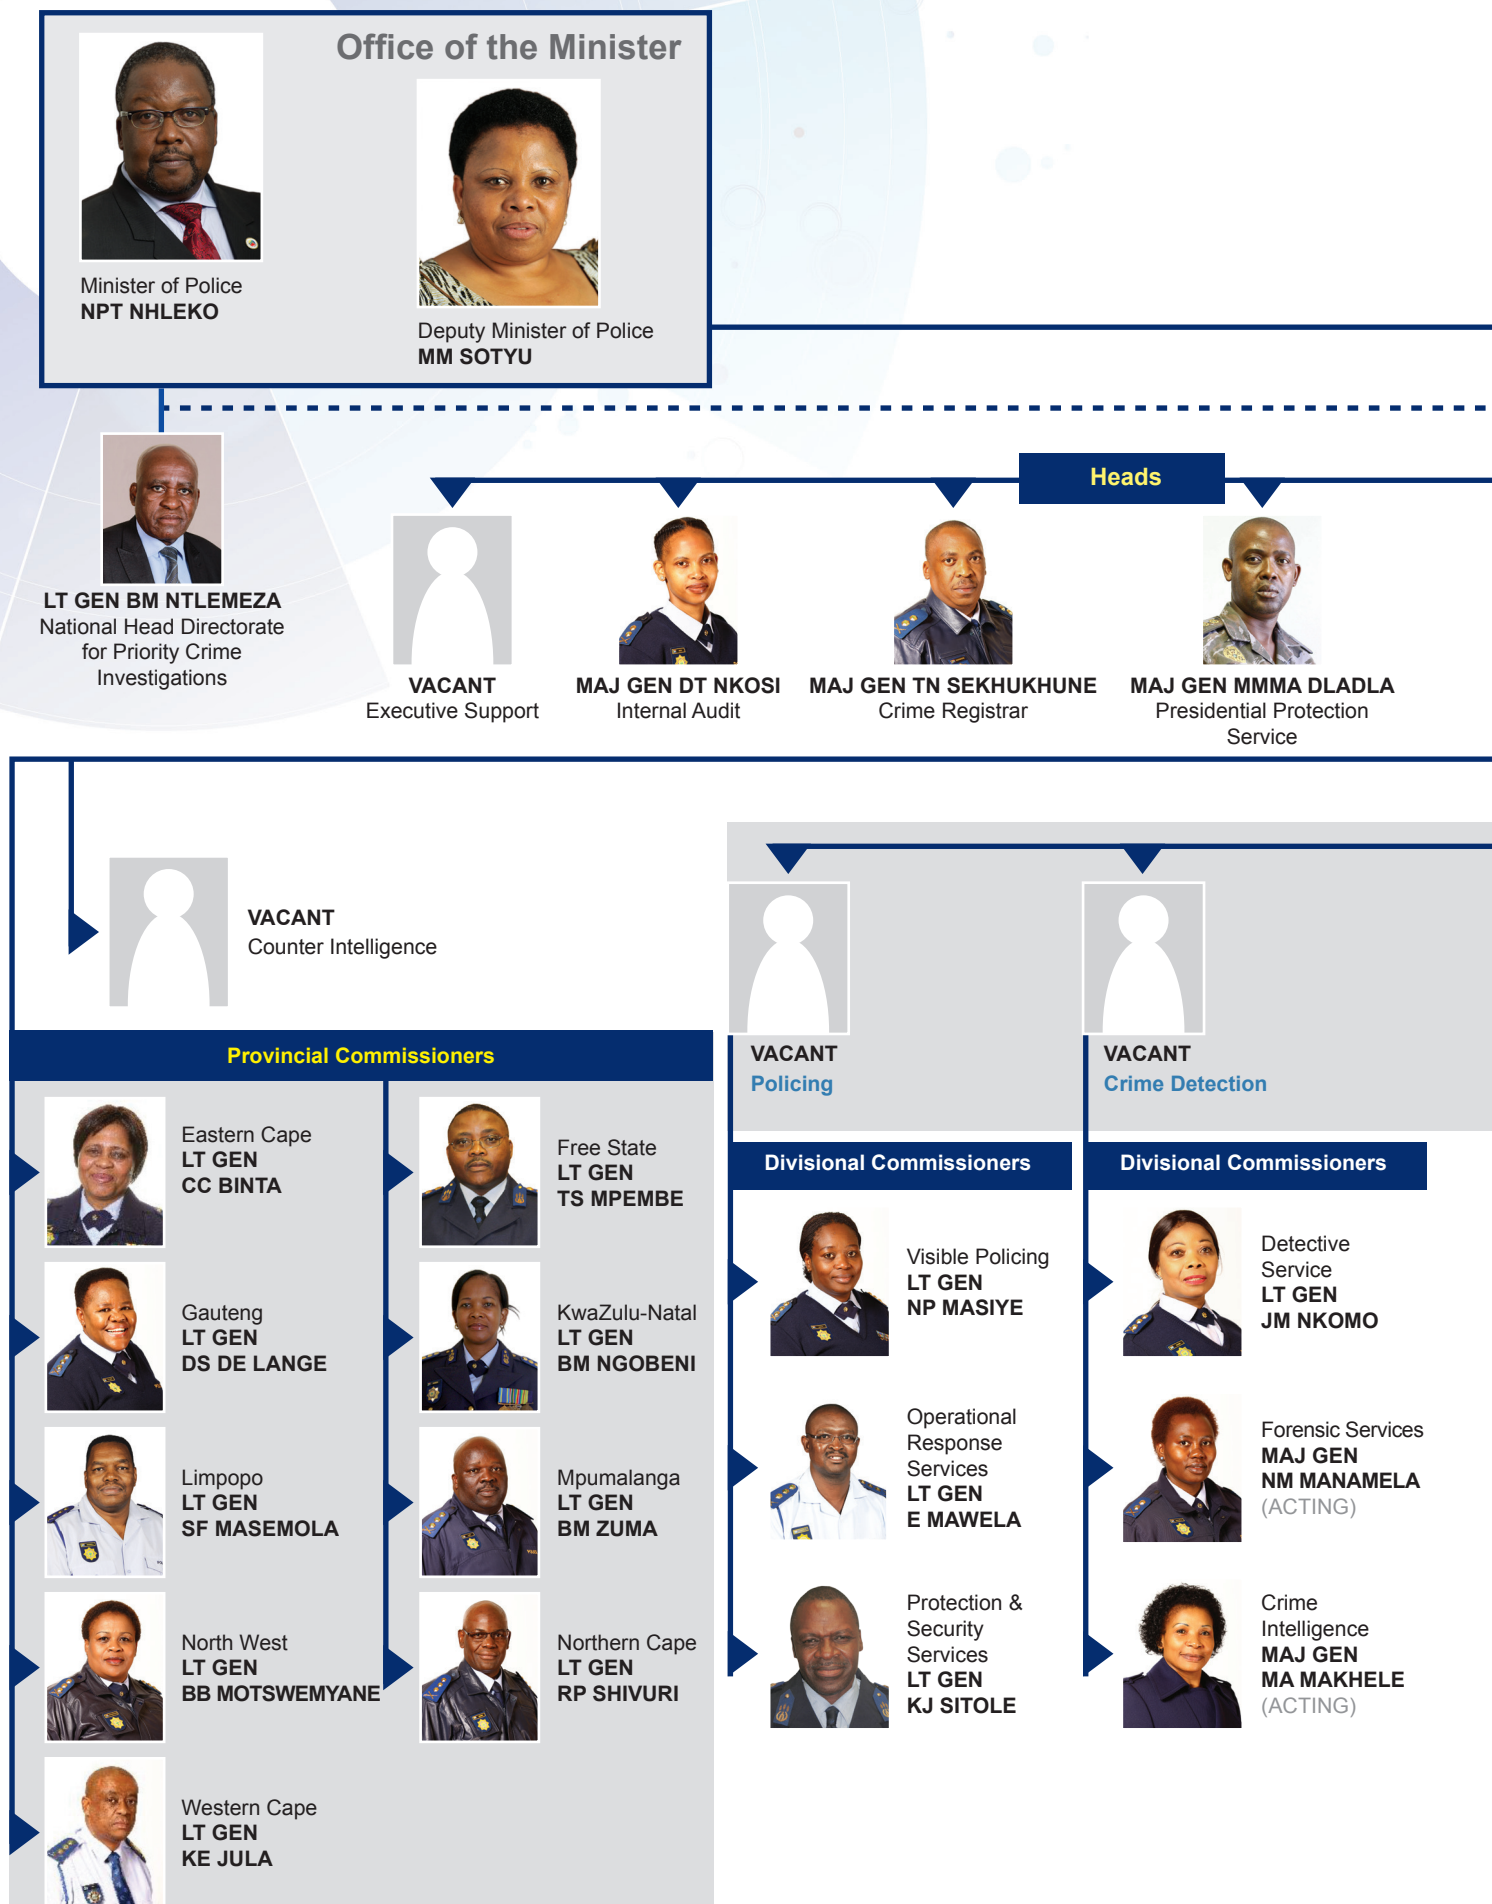 Office of the Minister
Minister of Police
NPT NHLEKO
Deputy Minister of Police
MM SOTYU
LT GEN BM NTLEMEZA
National Head Directorate
for Priority Crime
Investigations
Heads
VACANT
Executive Support
MAJ GEN DT NKOSI
Internal Audit
MAJ GEN TN SEKHUKHUNE
Crime Registrar
MAJ GEN MMMA DLADLA
Presidential Protection
Service
VACANT
Counter Intelligence
Provincial Commissioners
Eastern Cape
LT GEN
CC BINTA
Free State
LT GEN
TS MPEMBE
Gauteng
LT GEN
DS DE LANGE
KwaZulu-Natal
LT GEN
BM NGOBENI
Limpopo
LT GEN
SF MASEMOLA
Mpumalanga
LT GEN
BM ZUMA
North West
LT GEN
BB MOTSWEMYANE
Northern Cape
LT GEN
RP SHIVURI
Western Cape
LT GEN
KE JULA
VACANT
Policing
Divisional Commissioners
Visible Policing
LT GEN
NP MASIYE
Operational
Response
Services
LT GEN
E MAWELA
Protection &
Security
Services
LT GEN
KJ SITOLE
VACANT
Crime Detection
Divisional Commissioners
Detective
Service
LT GEN
JM NKOMO
Forensic Services
MAJ GEN
NM MANAMELA
(ACTING)
Crime
Intelligence
MAJ GEN
MA MAKHELE
(ACTING)